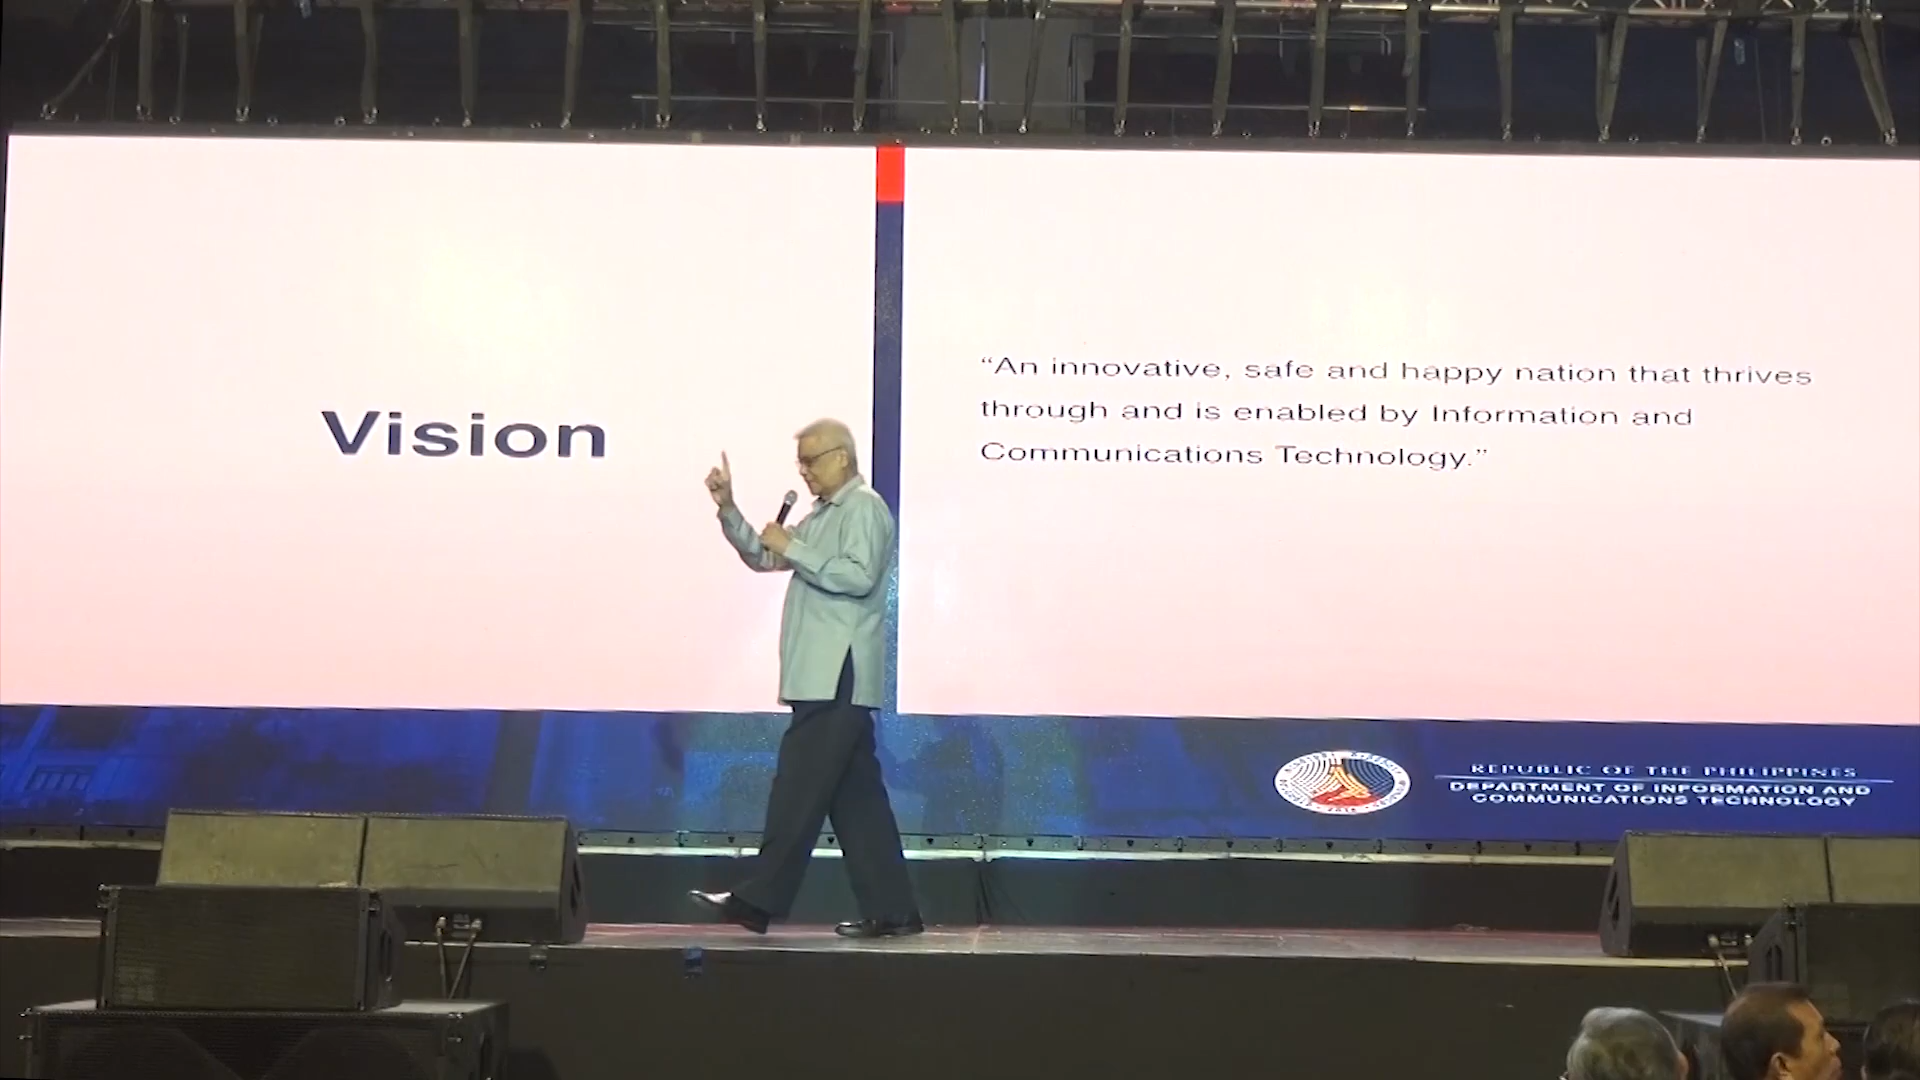 Vision
“An innovative, safe and happy nation that thrives
through and is enabled by Information and
Communications Technology.”
REPUBLIC OF THE PHILIPPINES
DEPARTMENT OF INFORMATION AND
COMMUNICATIONS TECHNOLOGY